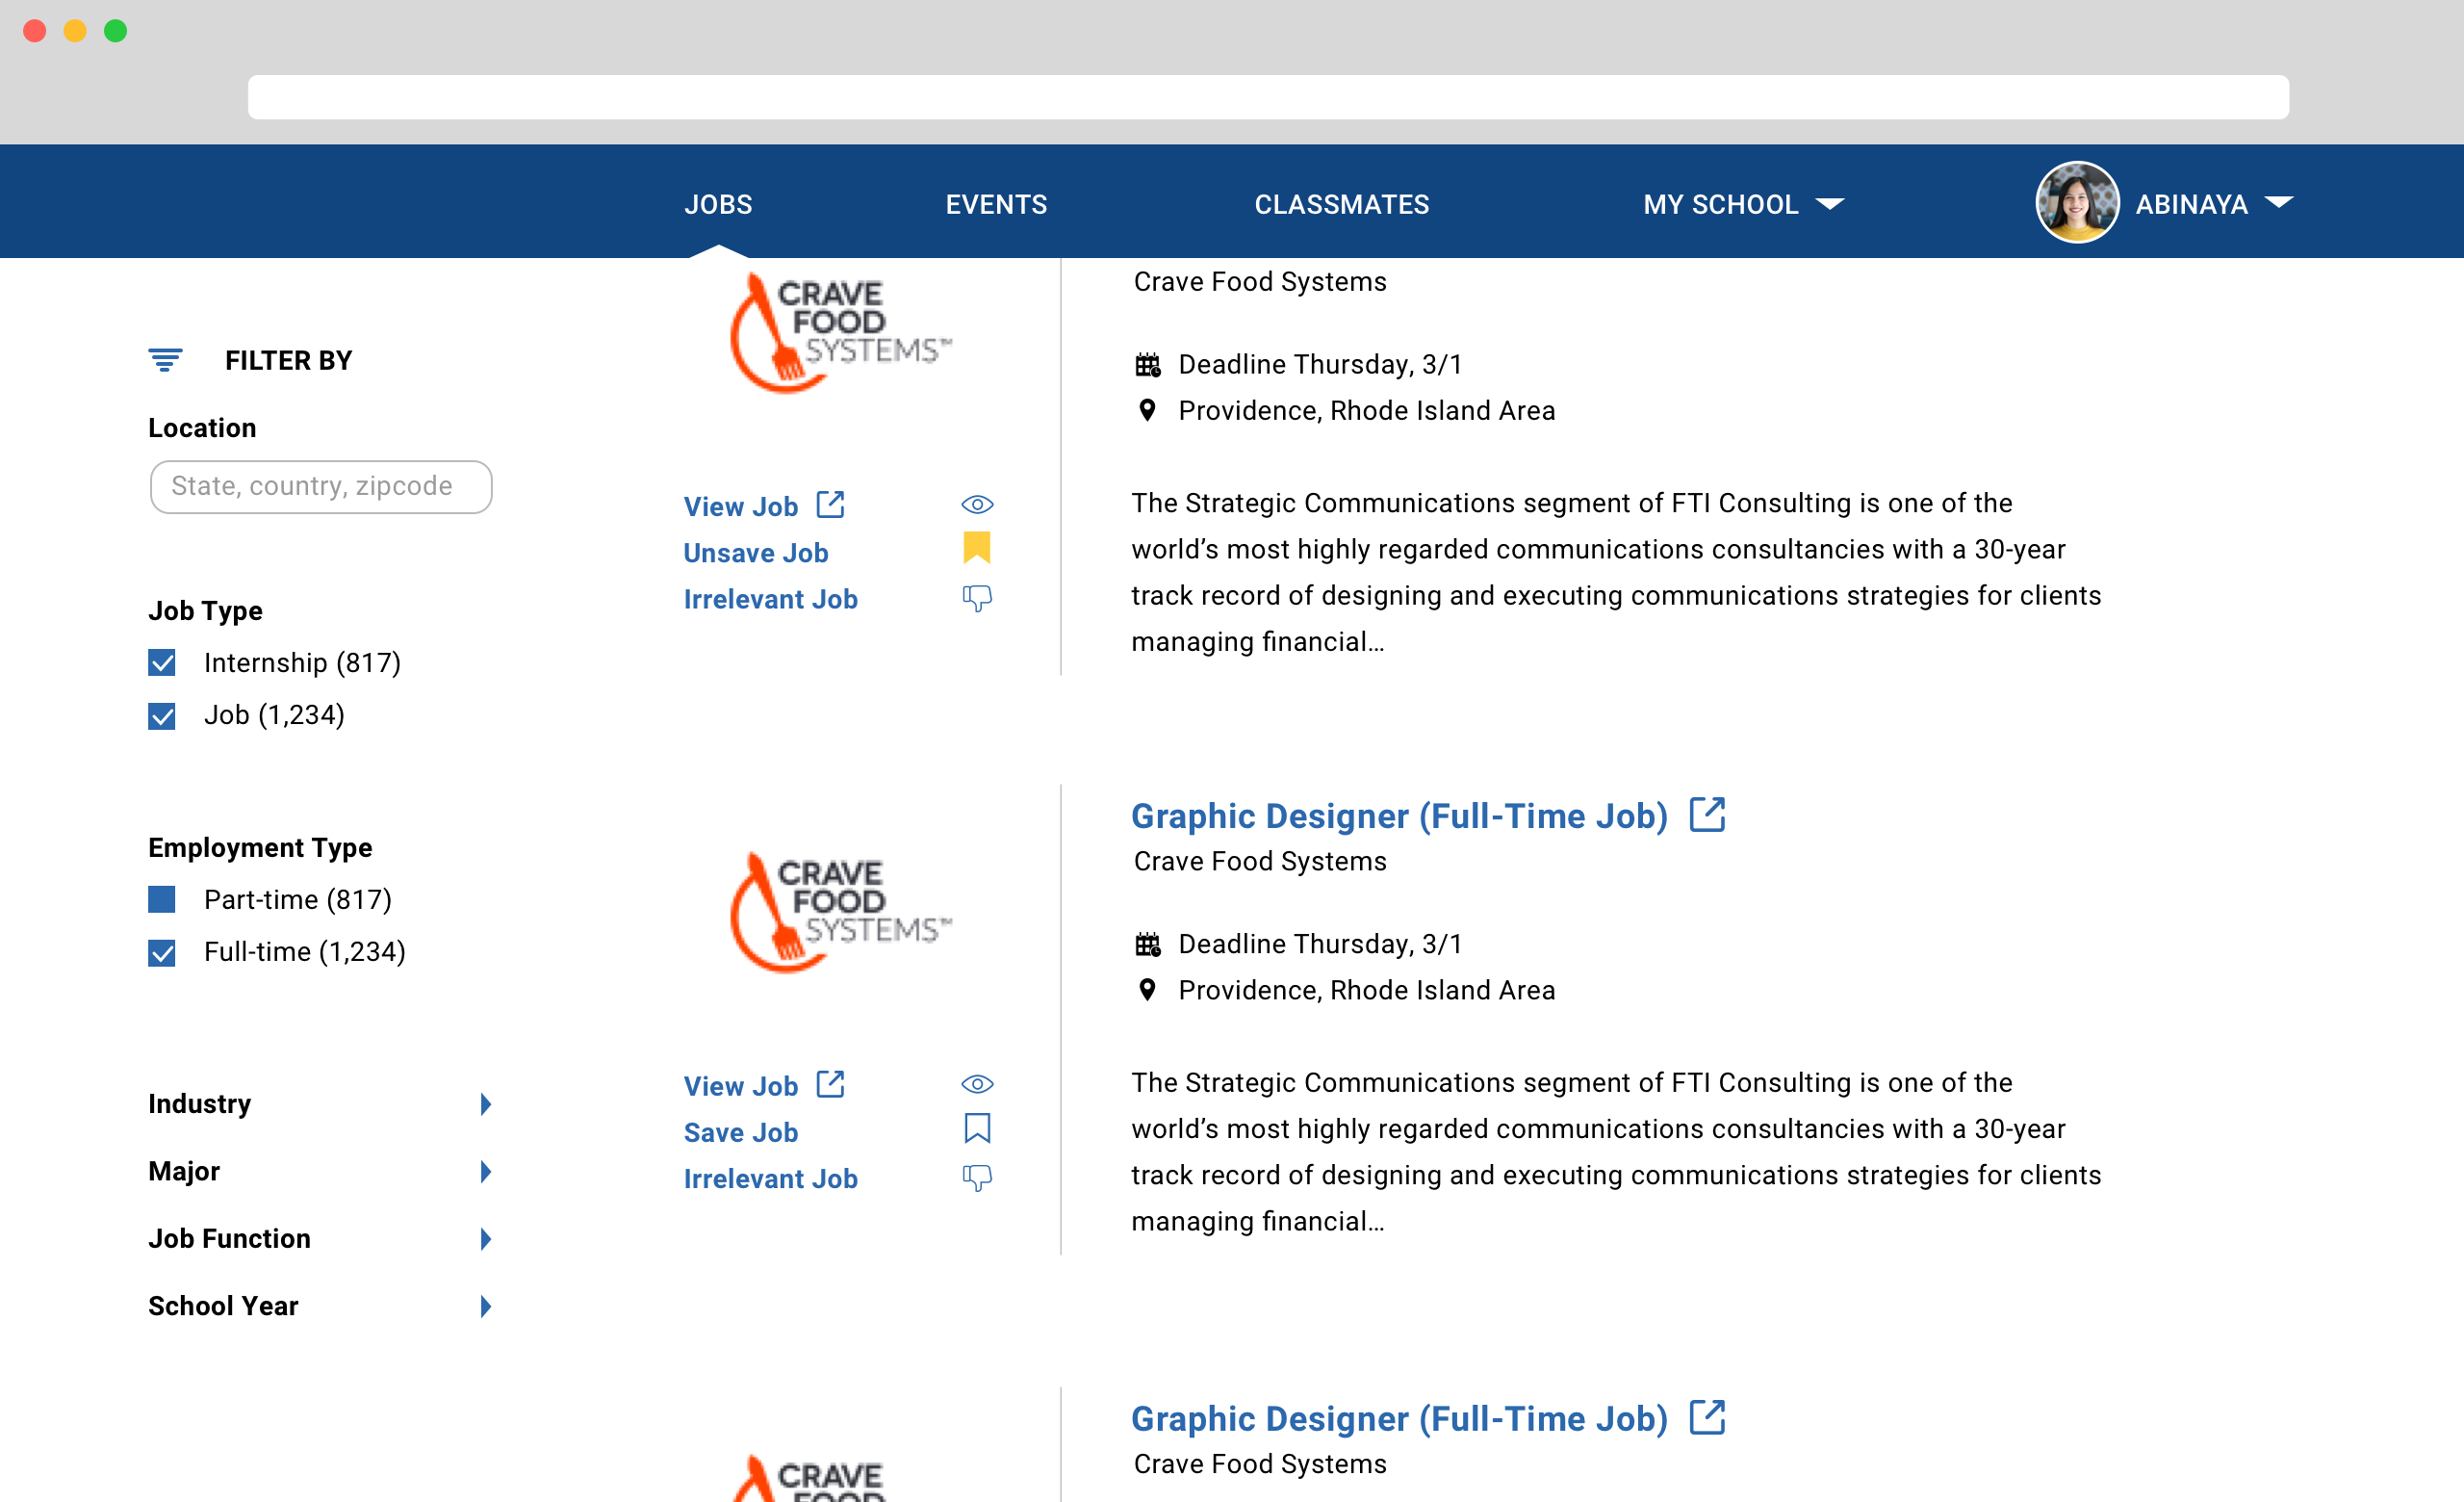 JOBS
EVENTS
CLASSMATES
MY SCHOOL
ABINAYA
FILTER BY
Location
State, country, zipcode
Job Type
Internship (817)
Job (1,234)
Employment Type
Part-time (817)
Full-time (1,234)
Industry
Major
Job Function
School Year
CRAVE
FOOD
SYSTEMS™
View Job
Unsave Job
Irrelevant Job
Crave Food Systems
Deadline Thursday, 3/1
Providence, Rhode Island Area
The Strategic Communications segment of FTI Consulting is one of the
world’s most highly regarded communications consultancies with a 30-year
track record of designing and executing communications strategies for clients
managing financial…
CRAVE
FOOD
SYSTEMS™
View Job
Save Job
Irrelevant Job
Graphic Designer (Full-Time Job)
Crave Food Systems
Deadline Thursday, 3/1
Providence, Rhode Island Area
The Strategic Communications segment of FTI Consulting is one of the
world’s most highly regarded communications consultancies with a 30-year
track record of designing and executing communications strategies for clients
managing financial…
CRAVE
FOOD
Graphic Designer (Full-Time Job)
Crave Food Systems